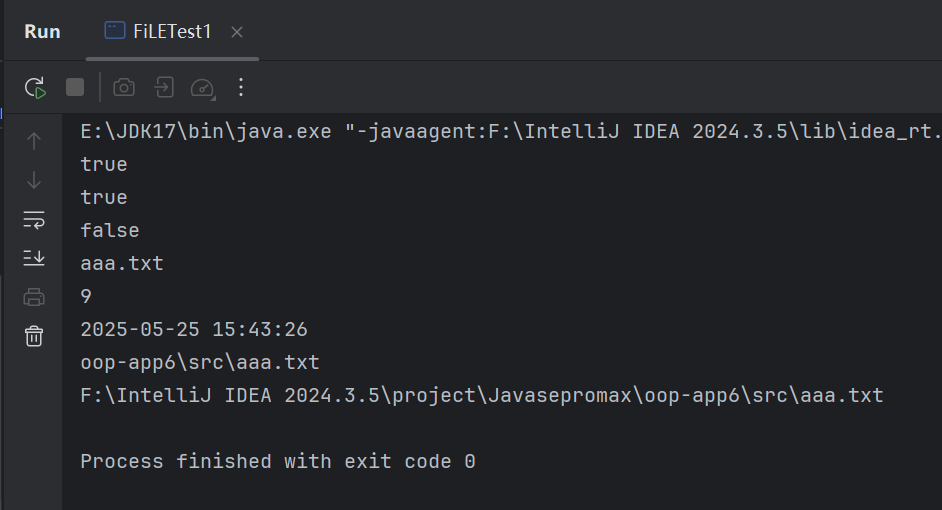 Run FiLETest1
E:\JDK17\bin\java.exe "-javaagent:F:\IntelliJ IDEA 2024.3.5\lib\idea_rt.
true
true
false
aaa.txt
9
2025-05-25 15:43:26
oop-app6\src\aaa.txt
F:\IntelliJ IDEA 2024.3.5\project\Javasepromax\oop-app6\src\aaa.txt
Process finished with exit code 0